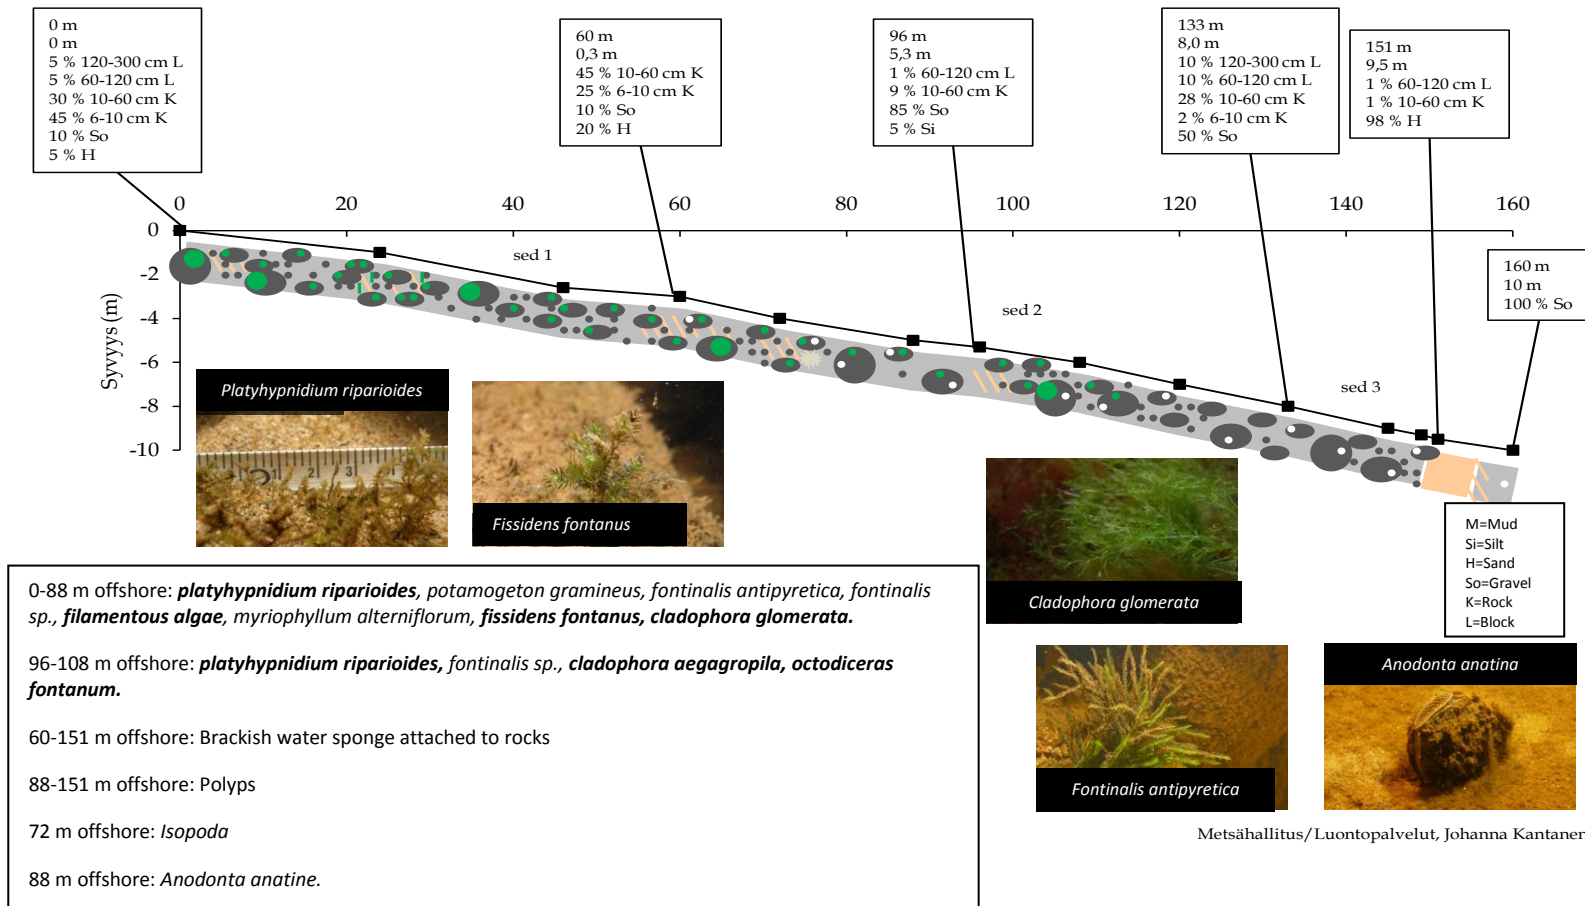 0 m
0 m
5 % 120-300 cm L
5 % 60-120 cm L
30 % 10-60 cm K
45 % 6-10 cm K
10 % So
5 % H
60 m
0,3 m
45 % 10-60 cm K
25 % 6-10 cm K
10 % So
20 % H
96 m
5,3 m
1 % 60-120 cm L
9 % 10-60 cm K
85 % So
5 % Si
133 m
8,0 m
10 % 120-300 cm L
10 % 60-120 cm L
28 % 10-60 cm K
2 % 6-10 cm K
50 % So
151 m
9,5 m
1 % 60-120 cm L
1 % 10-60 cm K
98 % H
160 m
10 m
100 % So
0 20 40 60 80 100 120 140 160
0
-2
-4
-6
-8
-10
Syvyys (m)
sed 1
sed 2
sed 3
Platyhypnidium riparioides
1 2 3
Fissidens fontanus
Cladophora glomerata
M=Mud
Si=Silt
H=Sand
So=Gravel
K=Rock
L=Block
Fontinalis antipyretica
Anodonta anatina
0-88 m offshore: platyhypnidium riparioides, potamogeton gramineus, fontinalis antipyretica, fontinalis
sp., filamentous algae, myriophyllum alterniflorum, fissidens fontanus, cladophora glomerata.
96-108 m offshore: platyhypnidium riparioides, fontinalis sp., cladophora aegagropila, octodiceras
fontanum.
60-151 m offshore: Brackish water sponge attached to rocks
88-151 m offshore: Polyps
72 m offshore: Isopoda
88 m offshore: Anodonta anatine.
Metsähallitus/Luontopalvelut, Johanna Kantanen